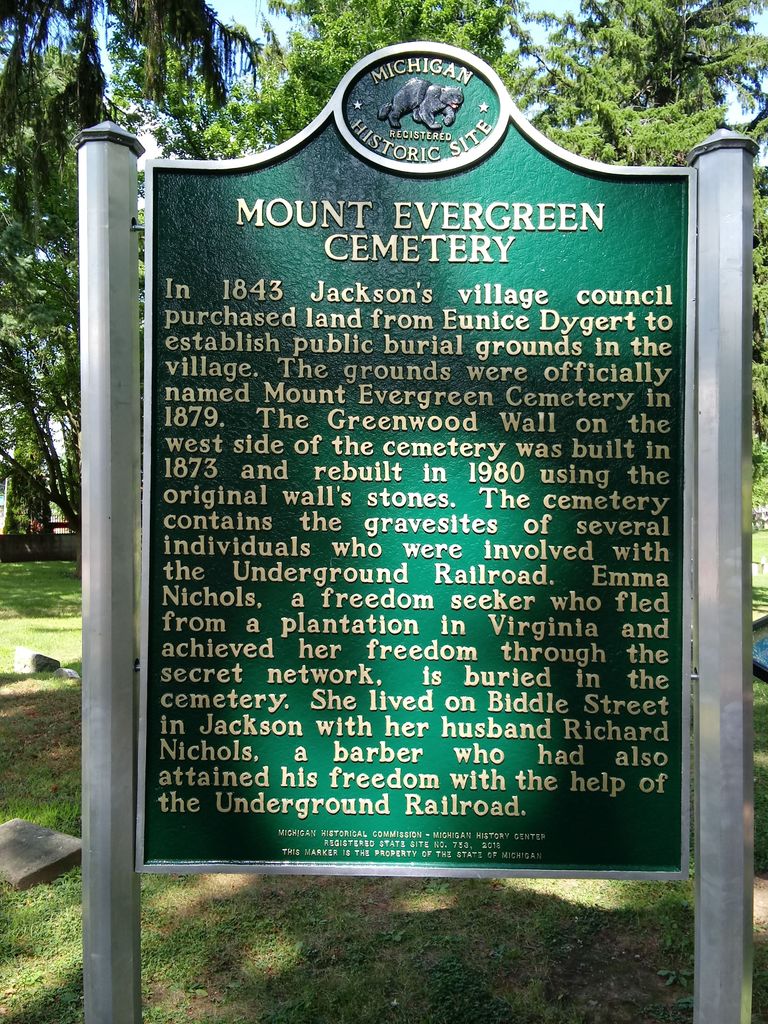 MICHIGAN
REGISTERED
HISTORIC SITE
MOUNT EVERGREEN
CEMETERY
In 1843 Jackson's village council
purchased land from Eunice Dygert to
establish public burial grounds in the
village. The grounds were officially
named Mount Evergreen Cemetery in
1879. The Greenwood Wall on the
west side of the cemetery was built in
1873 and rebuilt in 1980 using the
original wall's stones. The cemetery
contains the gravesites of several
individuals who were involved with
the Underground Railroad. Emma
Nichols, a freedom seeker who fled
from a plantation in Virginia and
achieved her freedom through the
secret network, is buried in the
cemetery. She lived on Biddle Street
in Jackson with her husband Richard
Nichols, a barber who had also
attained his freedom with the help of
the Underground Railroad.
MICHIGAN HISTORICAL COMMISSION - MICHIGAN HISTORY CENTER
REGISTERED STATE SITE NO. 753, 2018
THIS MARKER IS THE PROPERTY OF THE STATE OF MICHIGAN